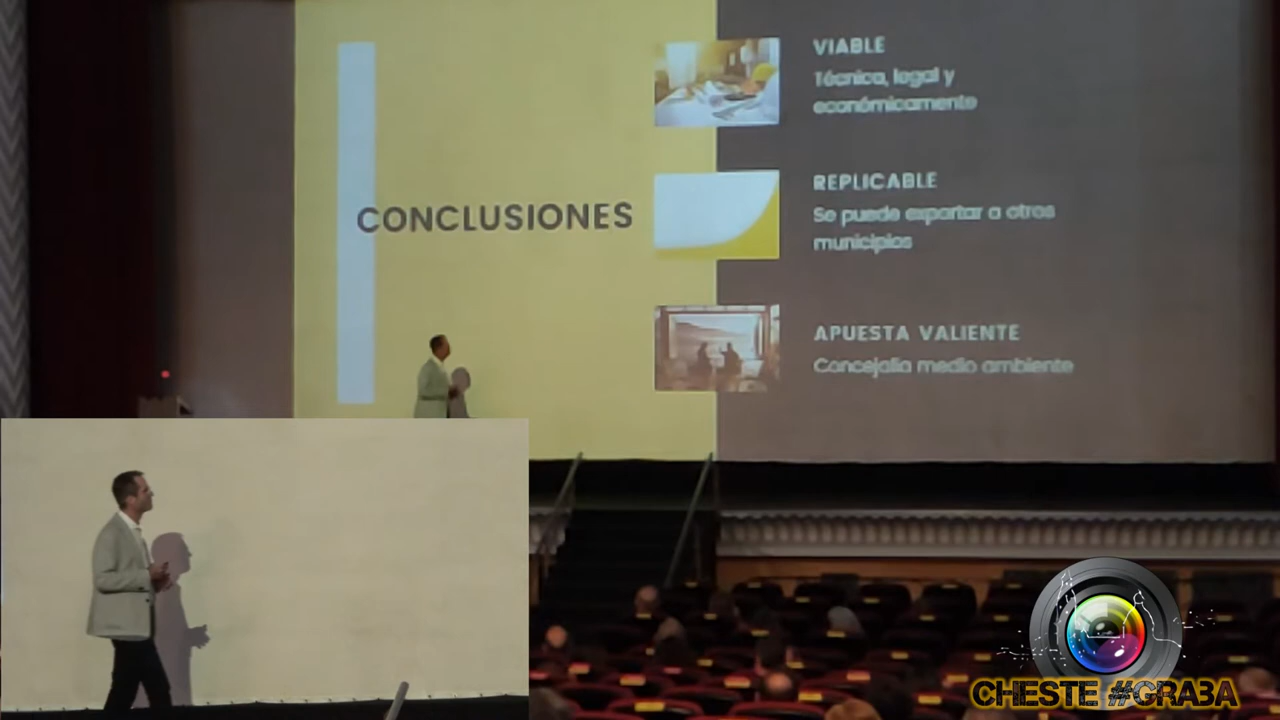 CONCLUSIONES
VIABLE
Técnica, legal y
económicamente
REPLICABLE
Se puede exportar a otros
municipios
APUESTA VALIENTE
Concejalía medio ambiente
CHESTE #GRABA